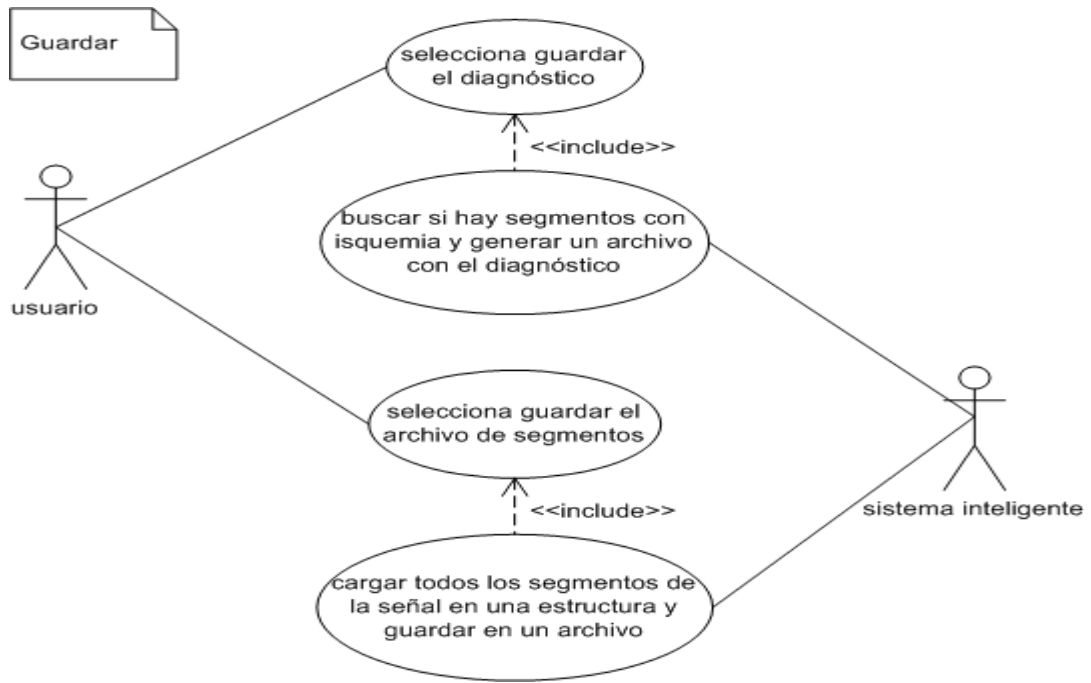 Guardar
selecciona guardar
el diagnóstico
<<include>>
buscar si hay segmentos con
isquemia y generar un archivo
con el diagnóstico
usuario
selecciona guardar el
archivo de segmentos
<<include>>
sistema inteligente
cargar todos los segmentos de
la señal en una estructura y
guardar en un archivo